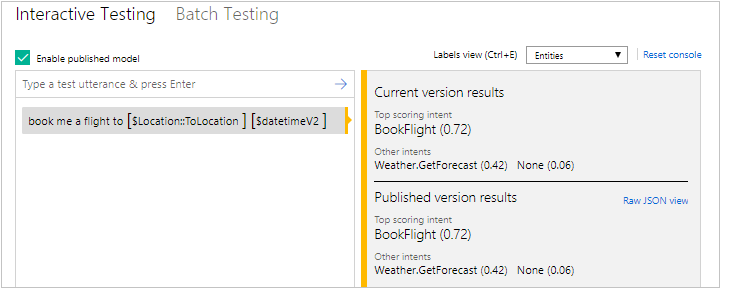 Interactive Testing Batch Testing
Enable published model
Labels view (Ctrl+E) Entities Reset console
Type a test utterance & press Enter
book me a flight to [$Location::ToLocation ] [$datetimeV2 ]
Current version results
Top scoring intent
BookFlight (0.72)
Other intents
Weather.GetForecast (0.42) None (0.06)
Published version results Raw JSON view
Top scoring intent
BookFlight (0.72)
Other intents
Weather.GetForecast (0.42) None (0.06)